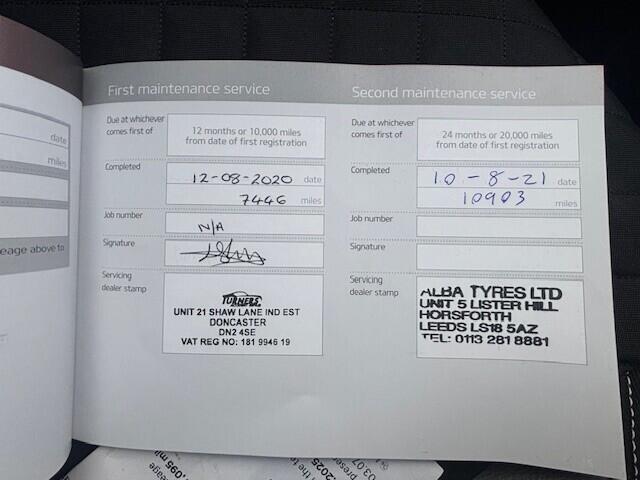 date
miles
eage above to
First maintenance service
Due at whichever
comes first of
12 months or 10,000 miles
from date of first registration
Completed
12-08-2020 date
7446 miles
Job number
N/A
Signature
Servicing
dealer stamp
TURNERS
UNIT 21 SHAW LANE IND EST
DONCASTER
DN2 4SE
VAT REG NO: 181 9946 19
Second maintenance service
Due at whichever
comes first of
24 months or 20,000 miles
from date of first registration
Completed
10-8-21 date
10903 miles
Job number
Signature
Servicing
dealer stamp
ALBA TYRES LTD
UNIT 5 LISTER HILL
HORSFORTH
LEEDS LS18 5AZ
TEL: 0113 281 8881